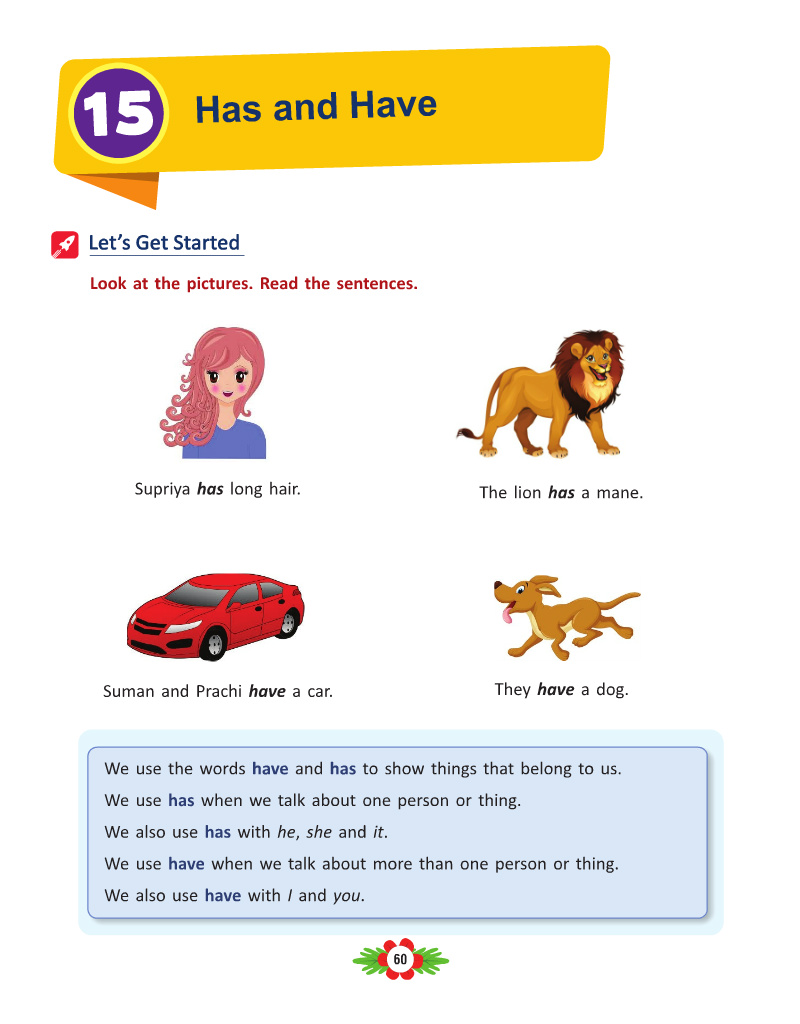 15
Has and Have
Let's Get Started
Look at the pictures. Read the sentences.
Supriya has long hair.
The lion has a mane.
Suman and Prachi have a car.
They have a dog.
We use the words have and has to show things that belong to us.
We use has when we talk about one person or thing.
We also use has with he, she and it.
We use have when we talk about more than one person or thing.
We also use have with I and you.
60